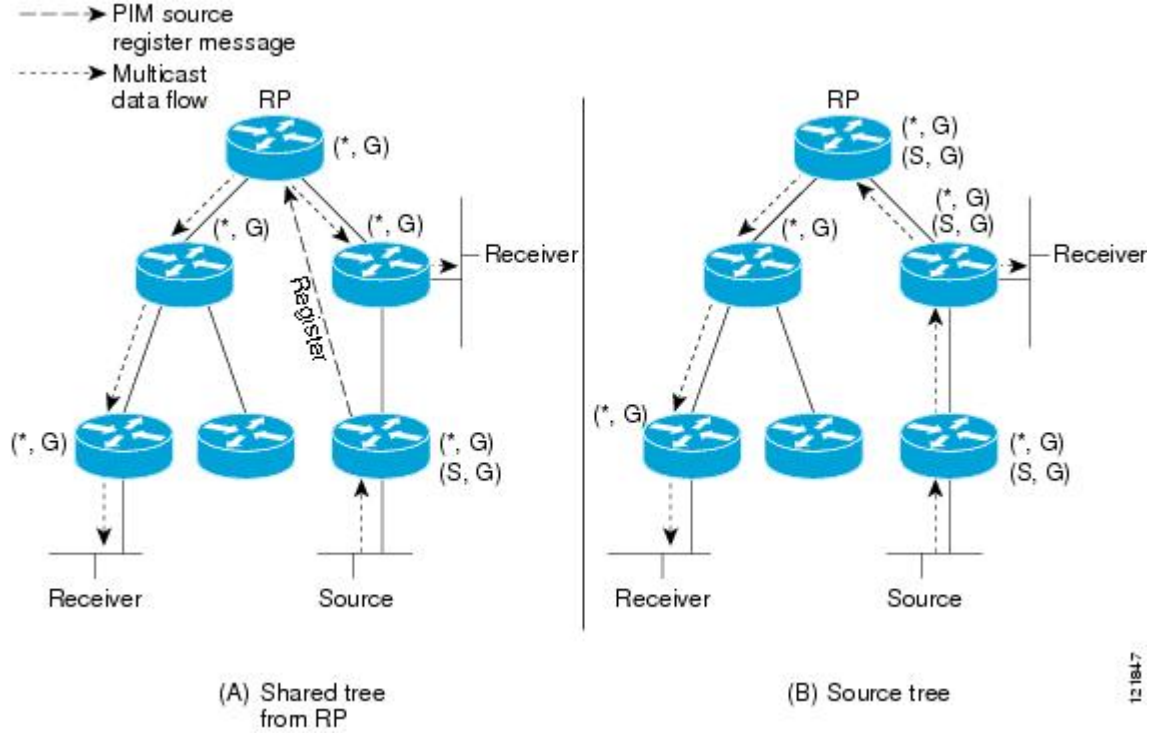 PIM source
register message
Multicast
data flow
RP
(*, G)
(*, G)
(*, G)
Receiver
Register
(*, G)
(*, G)
(S, G)
Receiver
Source
(A) Shared tree
from RP
RP
(*, G)
(S, G)
(*, G)
(*, G)
(S, G)
Receiver
(*, G)
(*, G)
(S, G)
Receiver
Source
(B) Source tree
121847